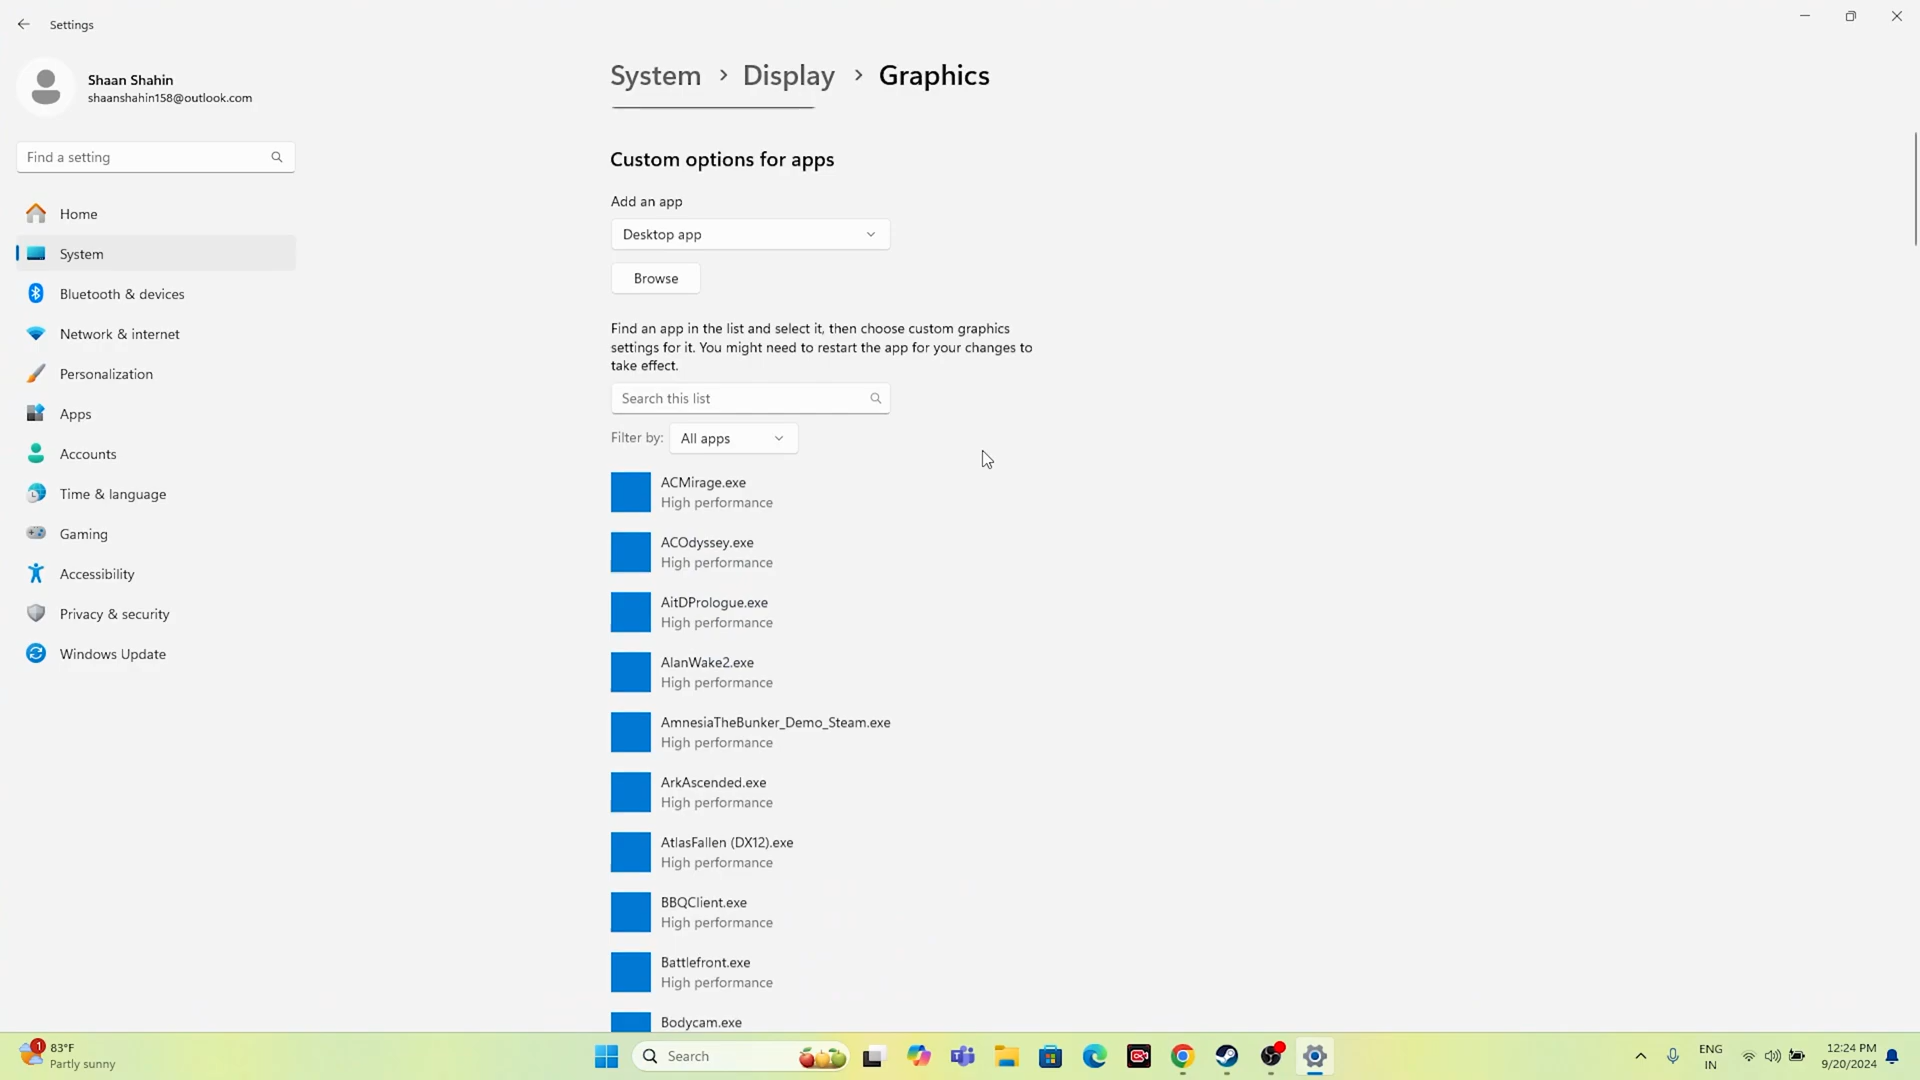 Settings
Shaan Shahin
shaanshahin158@outlook.com
Find a setting
Home
System
Bluetooth & devices
Network & internet
Personalization
Apps
Accounts
Time & language
Gaming
Accessibility
Privacy & security
Windows Update
System > Display > Graphics
Custom options for apps
Add an app
Desktop app
Browse
Find an app in the list and select it, then choose custom graphics
settings for it. You might need to restart the app for your changes to
take effect.
Search this list
Filter by: All apps
ACMirage.exe
High performance
ACOdyssey.exe
High performance
AitDPrologue.exe
High performance
AlanWake2.exe
High performance
AmnesiaTheBunker_Demo_Steam.exe
High performance
ArkAscended.exe
High performance
AtlasFallen (DX12).exe
High performance
BBQClient.exe
High performance
Battlefront.exe
High performance
Bodycam.exe
1
83°F
Partly sunny
Search
ENG
IN
12:24 PM
9/20/2024